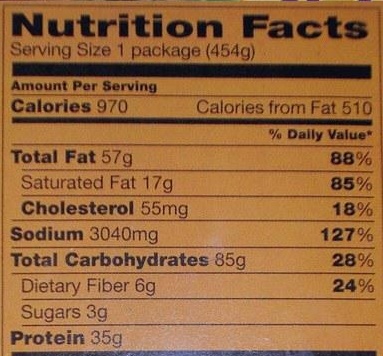 Nutrition Facts
Serving Size 1 package (454g)
Amount Per Serving
Calories 970 Calories from Fat 510
% Daily Value*
Total Fat 57g 88%
Saturated Fat 17g 85%
Cholesterol 55mg 18%
Sodium 3040mg 127%
Total Carbohydrates 85g 28%
Dietary Fiber 6g 24%
Sugars 3g
Protein 35g